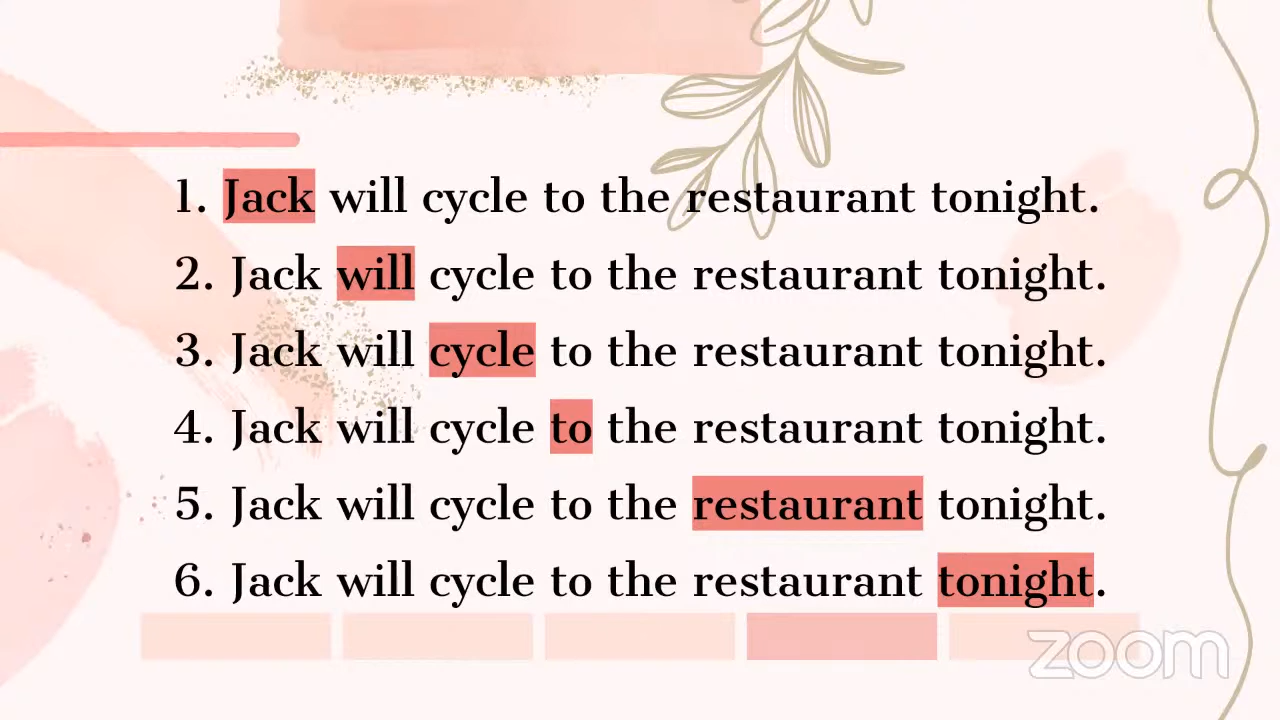 1. Jack will cycle to the restaurant tonight.
2. Jack will cycle to the restaurant tonight.
3. Jack will cycle to the restaurant tonight.
4. Jack will cycle to the restaurant tonight.
5. Jack will cycle to the restaurant tonight.
6. Jack will cycle to the restaurant tonight.
zoom